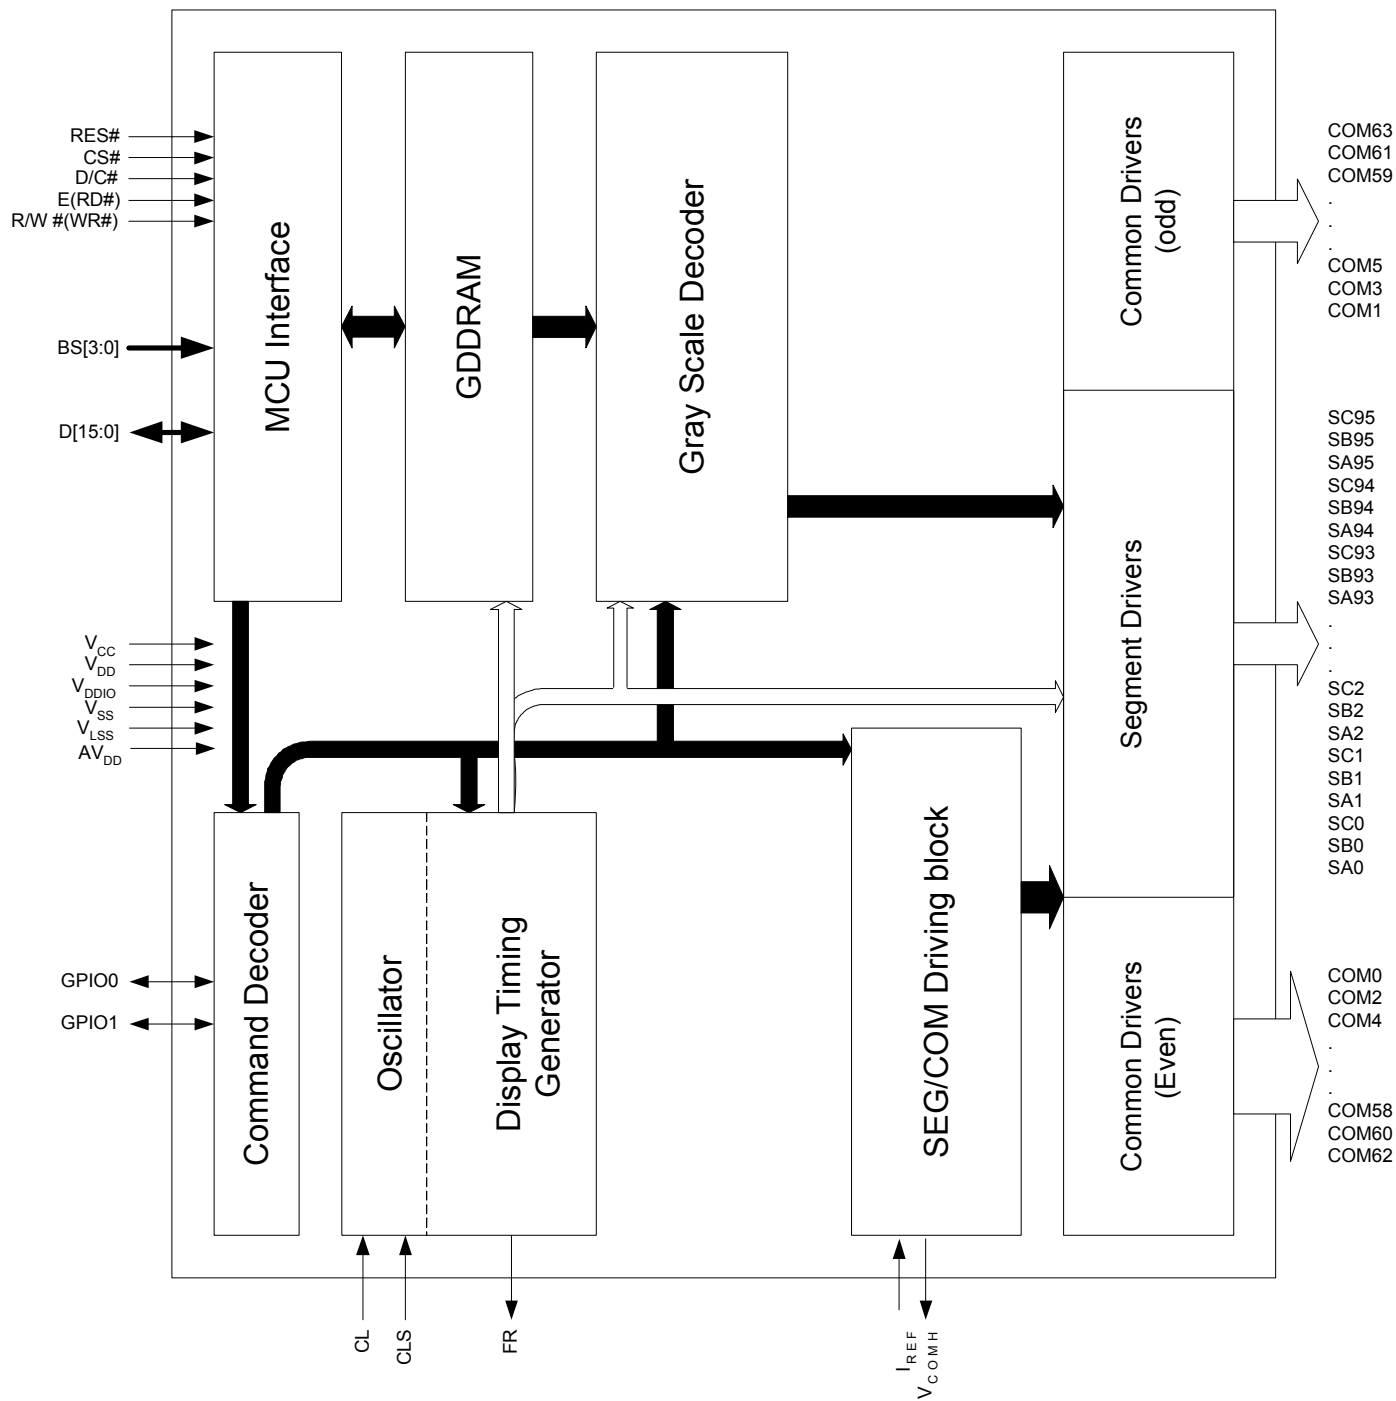 RES#
CS#
D/C#
E(RD#)
R/W #(WR#)
BS[3:0]
D[15:0]
VCC
VDD
VDDIO
VSS
VLSS
AVDD
GPIO0
GPIO1
MCU Interface
GDDRAM
Gray Scale Decoder
Command Decoder
Oscillator
Display Timing
Generator
SEG/COM Driving block
Common Drivers
(odd)
Segment Drivers
Common Drivers
(Even)
CL
CLS
FR
IREF
VCOMH
COM63
COM61
COM59
.
.
.
COM5
COM3
COM1
SC95
SB95
SA95
SC94
SB94
SA94
SC93
SB93
SA93
.
.
.
SC2
SB2
SA2
SC1
SB1
SA1
SC0
SB0
SA0
COM0
COM2
COM4
.
.
.
COM58
COM60
COM62